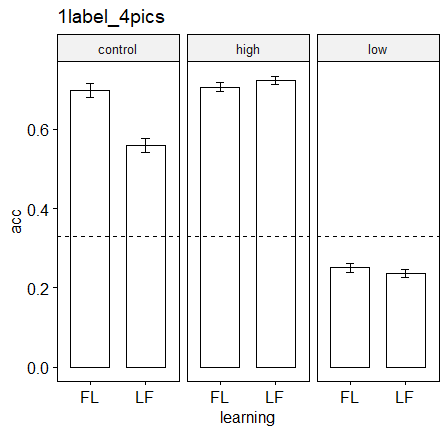 1label_4pics
control high low
acc
0.6
0.4
0.2
0.0
FL LF FL LF FL LF
learning